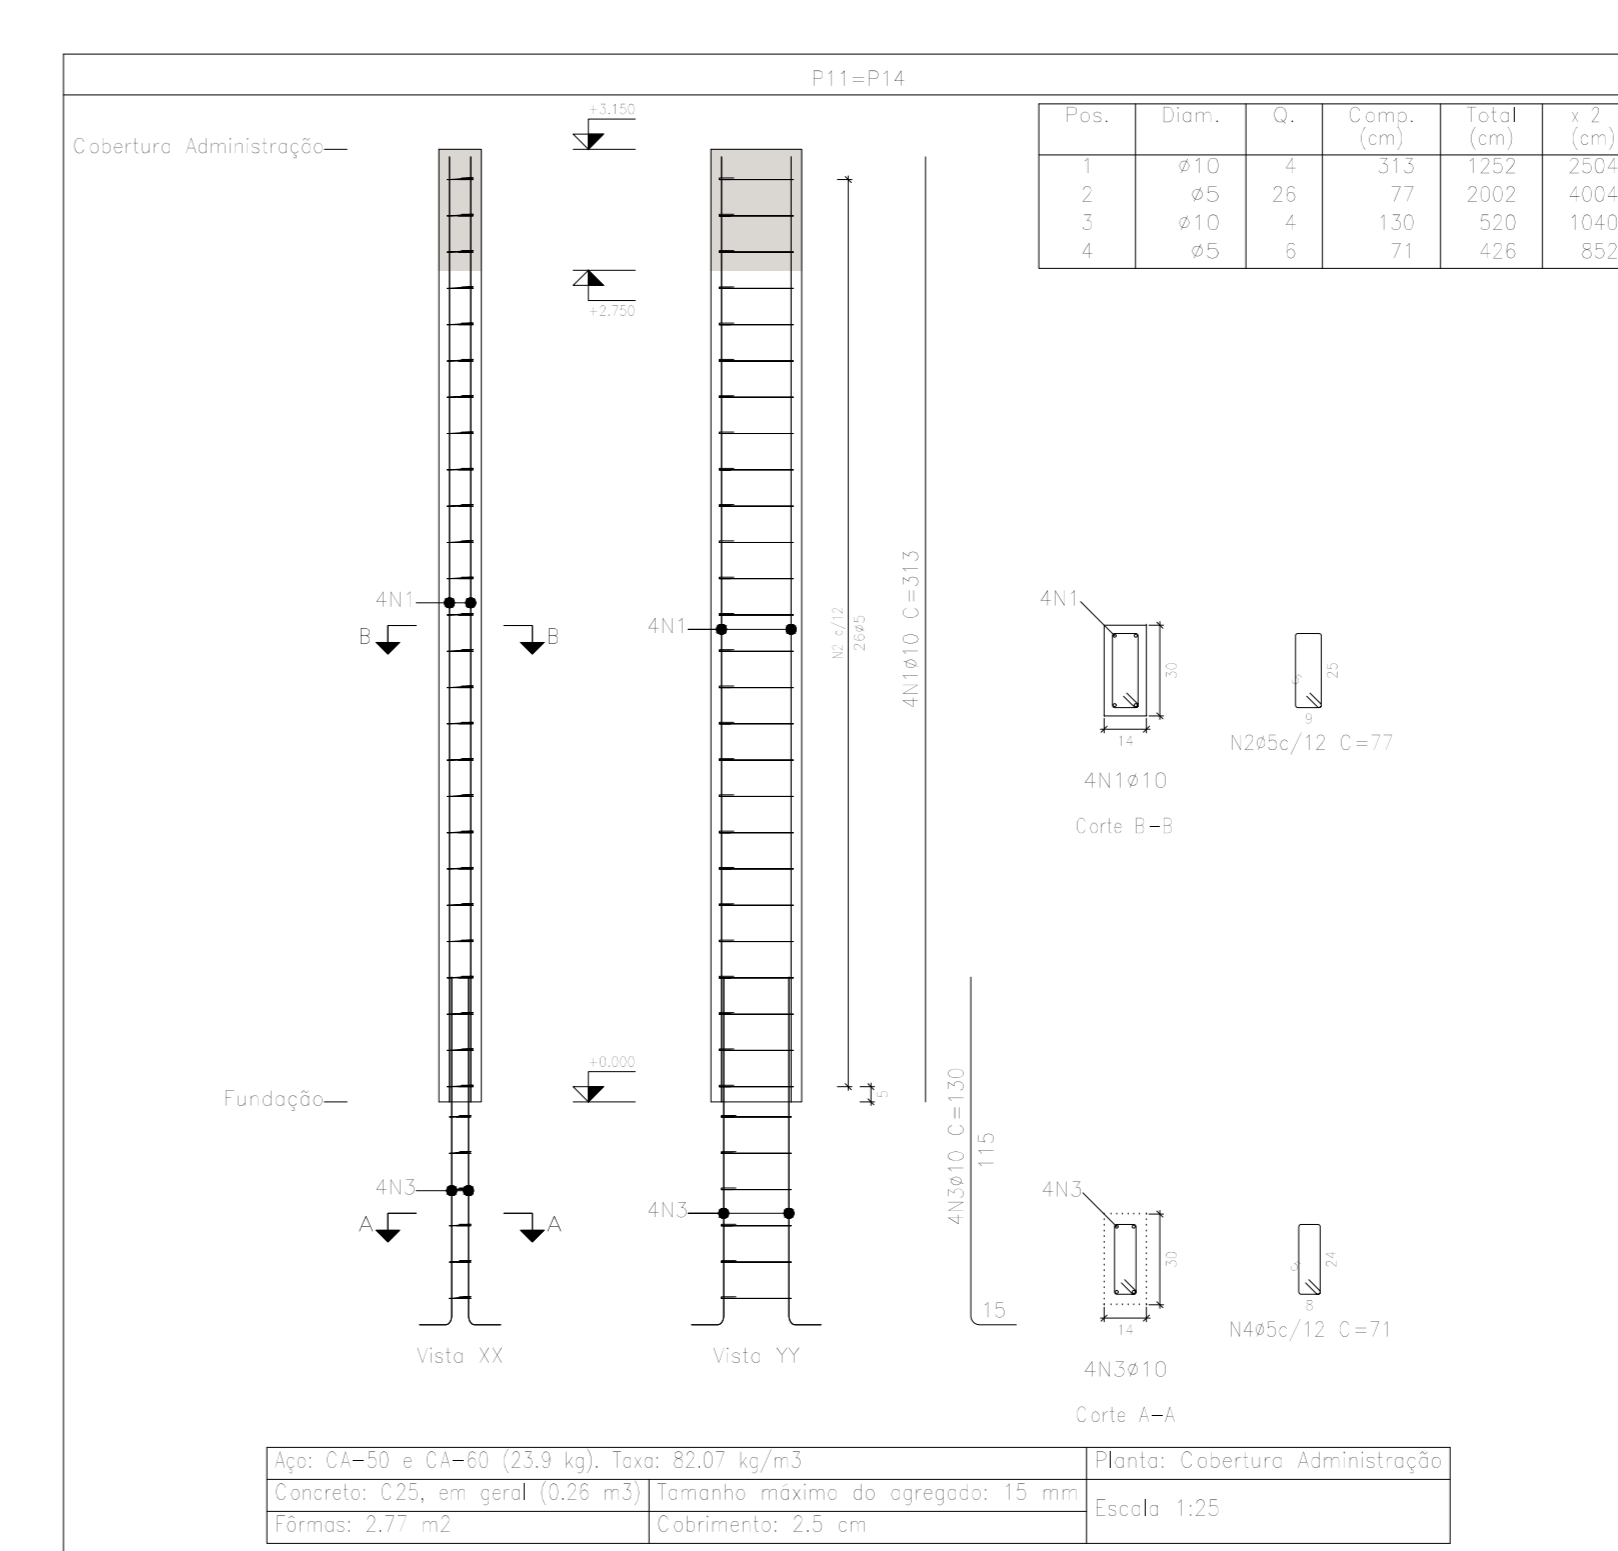 P11=P14
Cobertura Administração
+3.150
+2.750
Pos. Diam. Q. Comp. (cm) Total (cm) x 2 (cm)
1 ø10 4 313 1252 2504
2 ø5 26 77 2002 4004
3 ø10 4 130 520 1040
4 ø5 6 71 426 852
4N1
B
B
4N1
N2 c/12
26ø5
4N1ø10 C=313
4N1
30
14
4N1ø10
Corte B-B
5
25
9
N2ø5c/12 C=77
Fundação
+0.000
5
4N3ø10 C=130
115
15
4N3
A
A
4N3
4N3
30
14
4N3ø10
Corte A-A
24
8
N4ø5c/12 C=71
Vista XX
Vista YY
Aço: CA-50 e CA-60 (23.9 kg). Taxa: 82.07 kg/m3
Planta: Cobertura Administração
Concreto: C25, em geral (0.26 m3)
Tamanho máximo do agregado: 15 mm
Escala 1:25
Fôrmas: 2.77 m2
Cobrimento: 2.5 cm